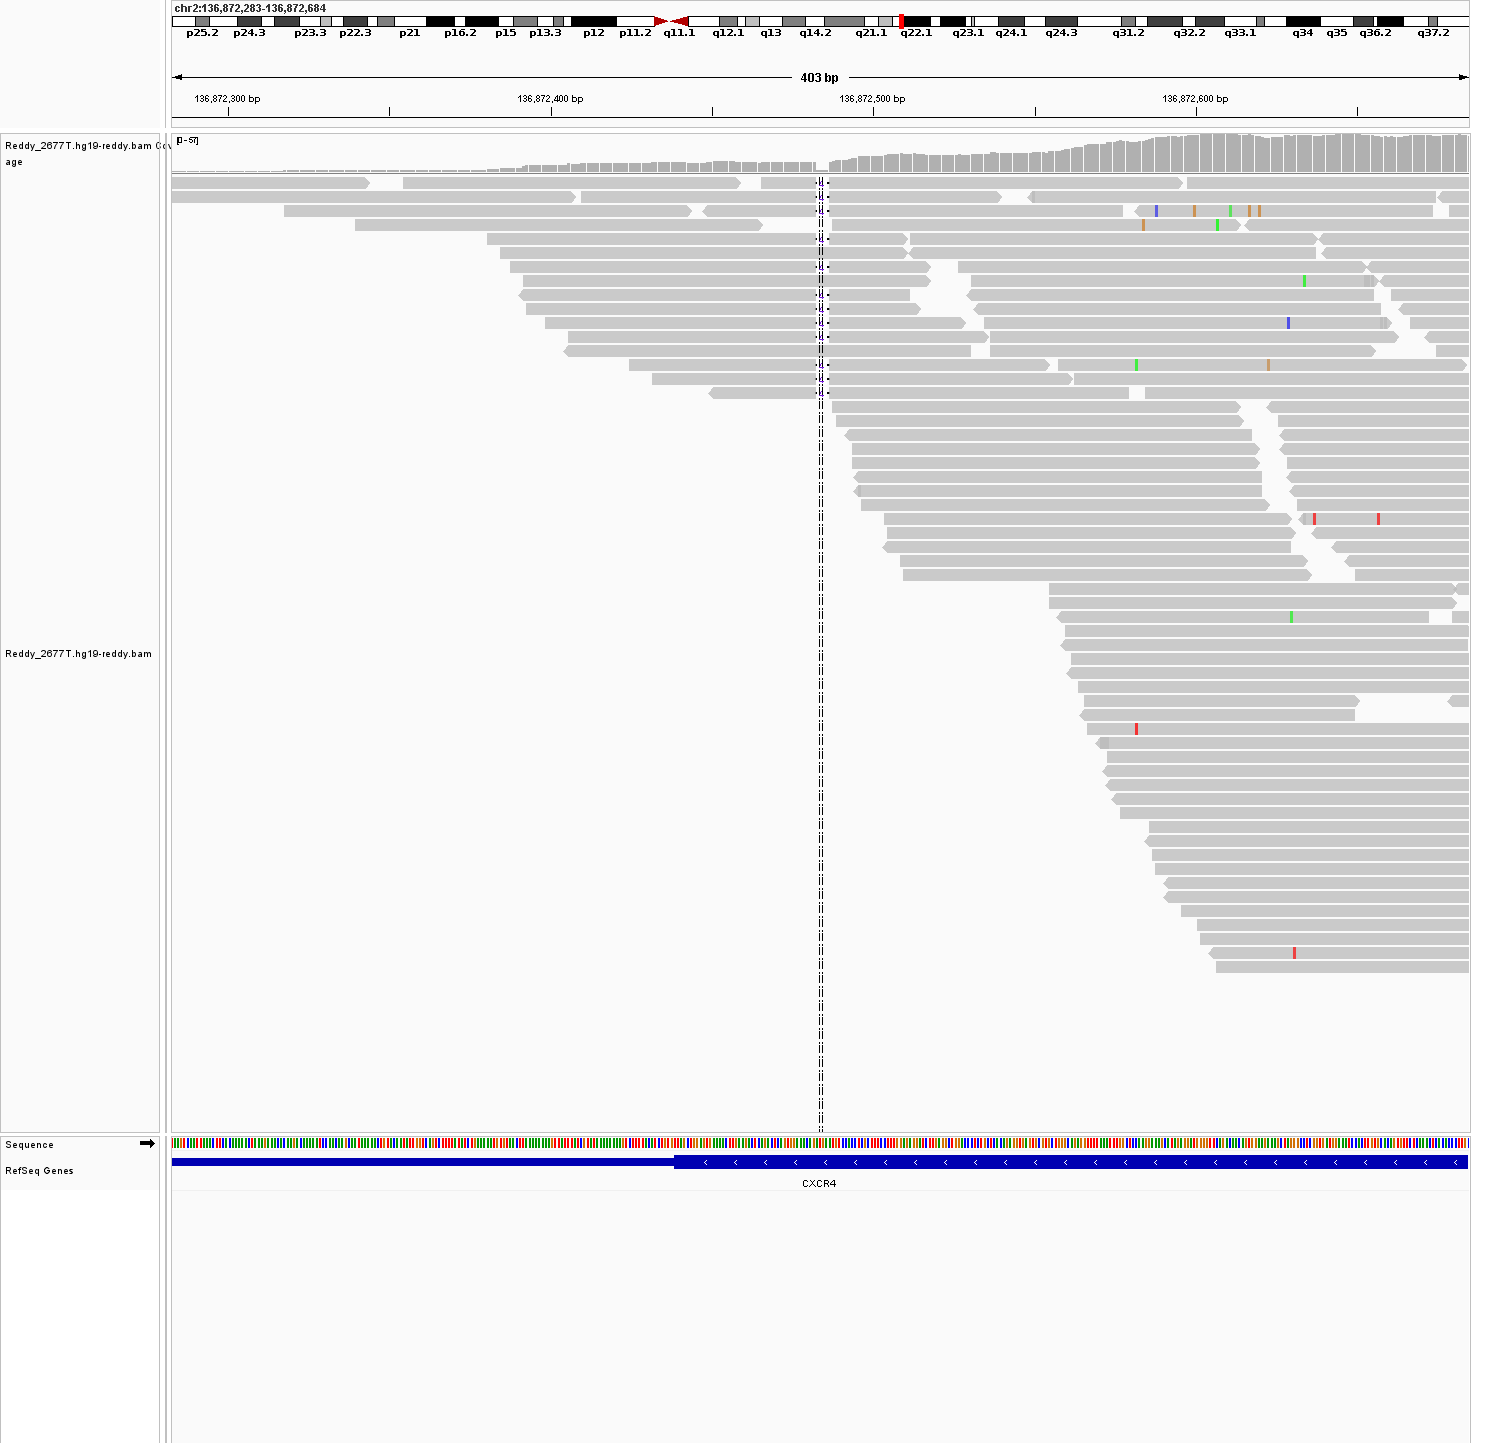 chr2:136,872,283-136,872,684
p25.2 p24.3 p23.3 p22.3 p21 p16.2 p15 p13.3 p12 p11.2 q11.1 q12.1 q13 q14.2 q21.1 q22.1 q23.1 q24.1 q24.3 q31.2 q32.2 q33.1 q34 q35 q36.2 q37.2
403 bp
136,872,300 bp 136,872,400 bp 136,872,500 bp 136,872,600 bp
[0 - 57]
Reddy_2677T.hg19-reddy.bam Cov
age
Reddy_2677T.hg19-reddy.bam
Sequence
RefSeq Genes
CXCR4